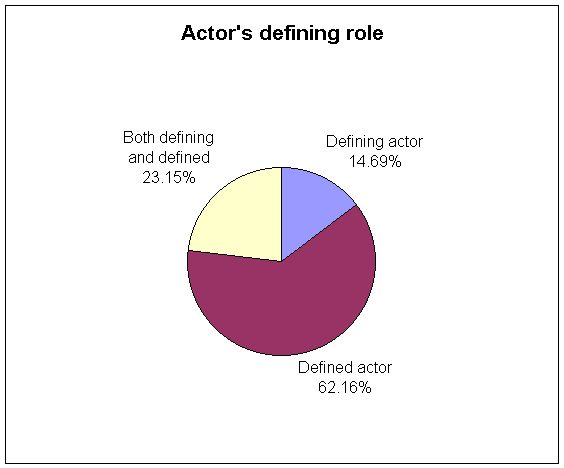 Actor's defining role
Both defining
and defined
23.15%
Defining actor
14.69%
Defined actor
62.16%